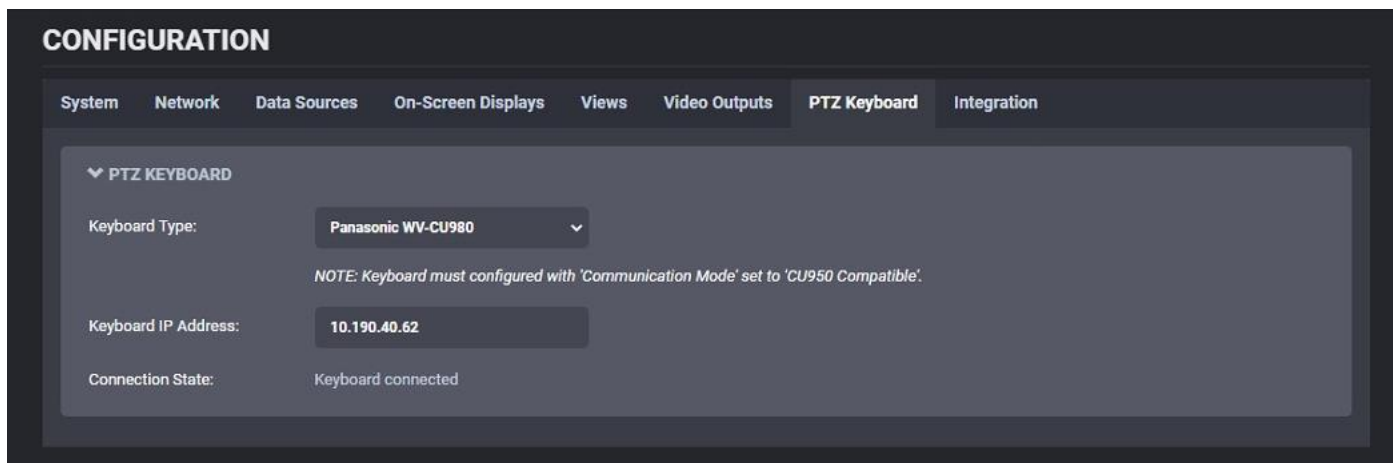 CONFIGURATION
System Network Data Sources On-Screen Displays Views Video Outputs PTZ Keyboard Integration
PTZ KEYBOARD
Keyboard Type: Panasonic WV-CU980
NOTE: Keyboard must configured with 'Communication Mode' set to 'CU950 Compatible'.
Keyboard IP Address: 10.190.40.62
Connection State: Keyboard connected